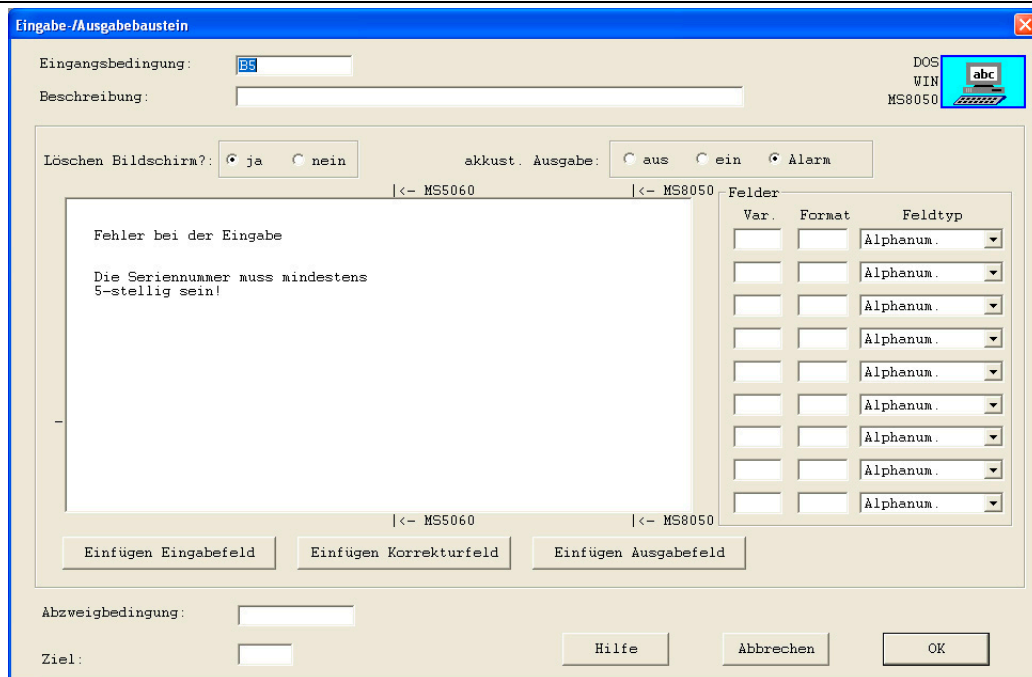 Eingabe-/Ausgabebaustein
Eingangsbedingung: B5
DOS
WIN
MS8050
abc
Beschreibung:
Löschen Bildschirm?: ja nein
akkust. Ausgabe: aus ein Alarm
|<- MS5060 |<- MS8050
Felder
Var. Format Feldtyp
Fehler bei der Eingabe
Die Seriennummer muss mindestens
5-stellig sein!
Alphanum.
Alphanum.
Alphanum.
Alphanum.
Alphanum.
Alphanum.
Alphanum.
Alphanum.
Alphanum.
|<- MS5060 |<- MS8050
Einfügen Eingabefeld Einfügen Korrekturfeld Einfügen Ausgabefeld
Abzweigbedingung:
Ziel:
Hilfe Abbrechen OK